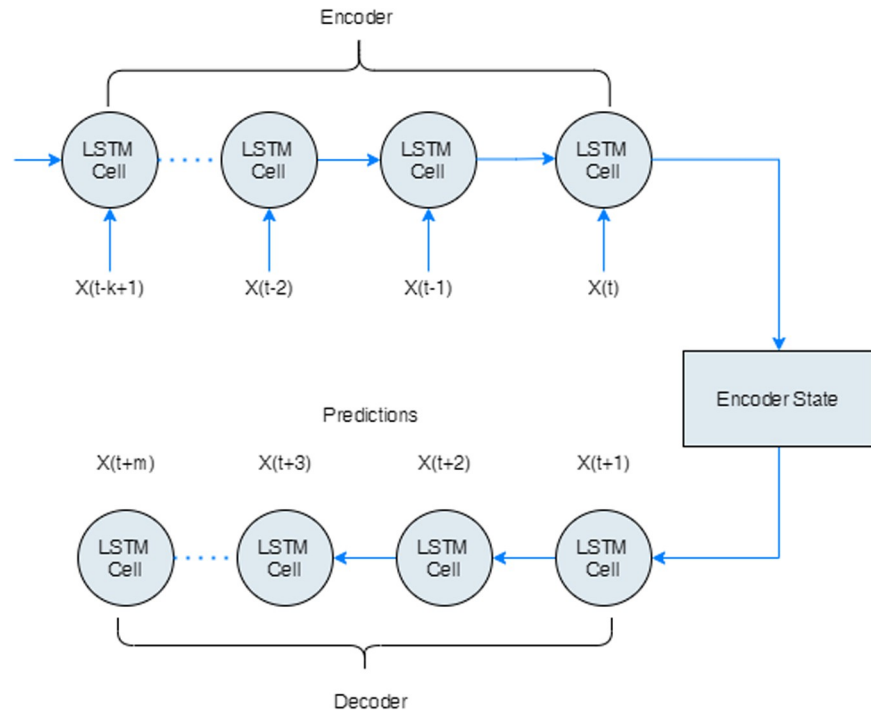 Encoder
LSTM
Cell
LSTM
Cell
LSTM
Cell
LSTM
Cell
X(t-k+1)
X(t-2)
X(t-1)
X(t)
Encoder State
Predictions
X(t+m)
X(t+3)
X(t+2)
X(t+1)
LSTM
Cell
LSTM
Cell
LSTM
Cell
LSTM
Cell
Decoder